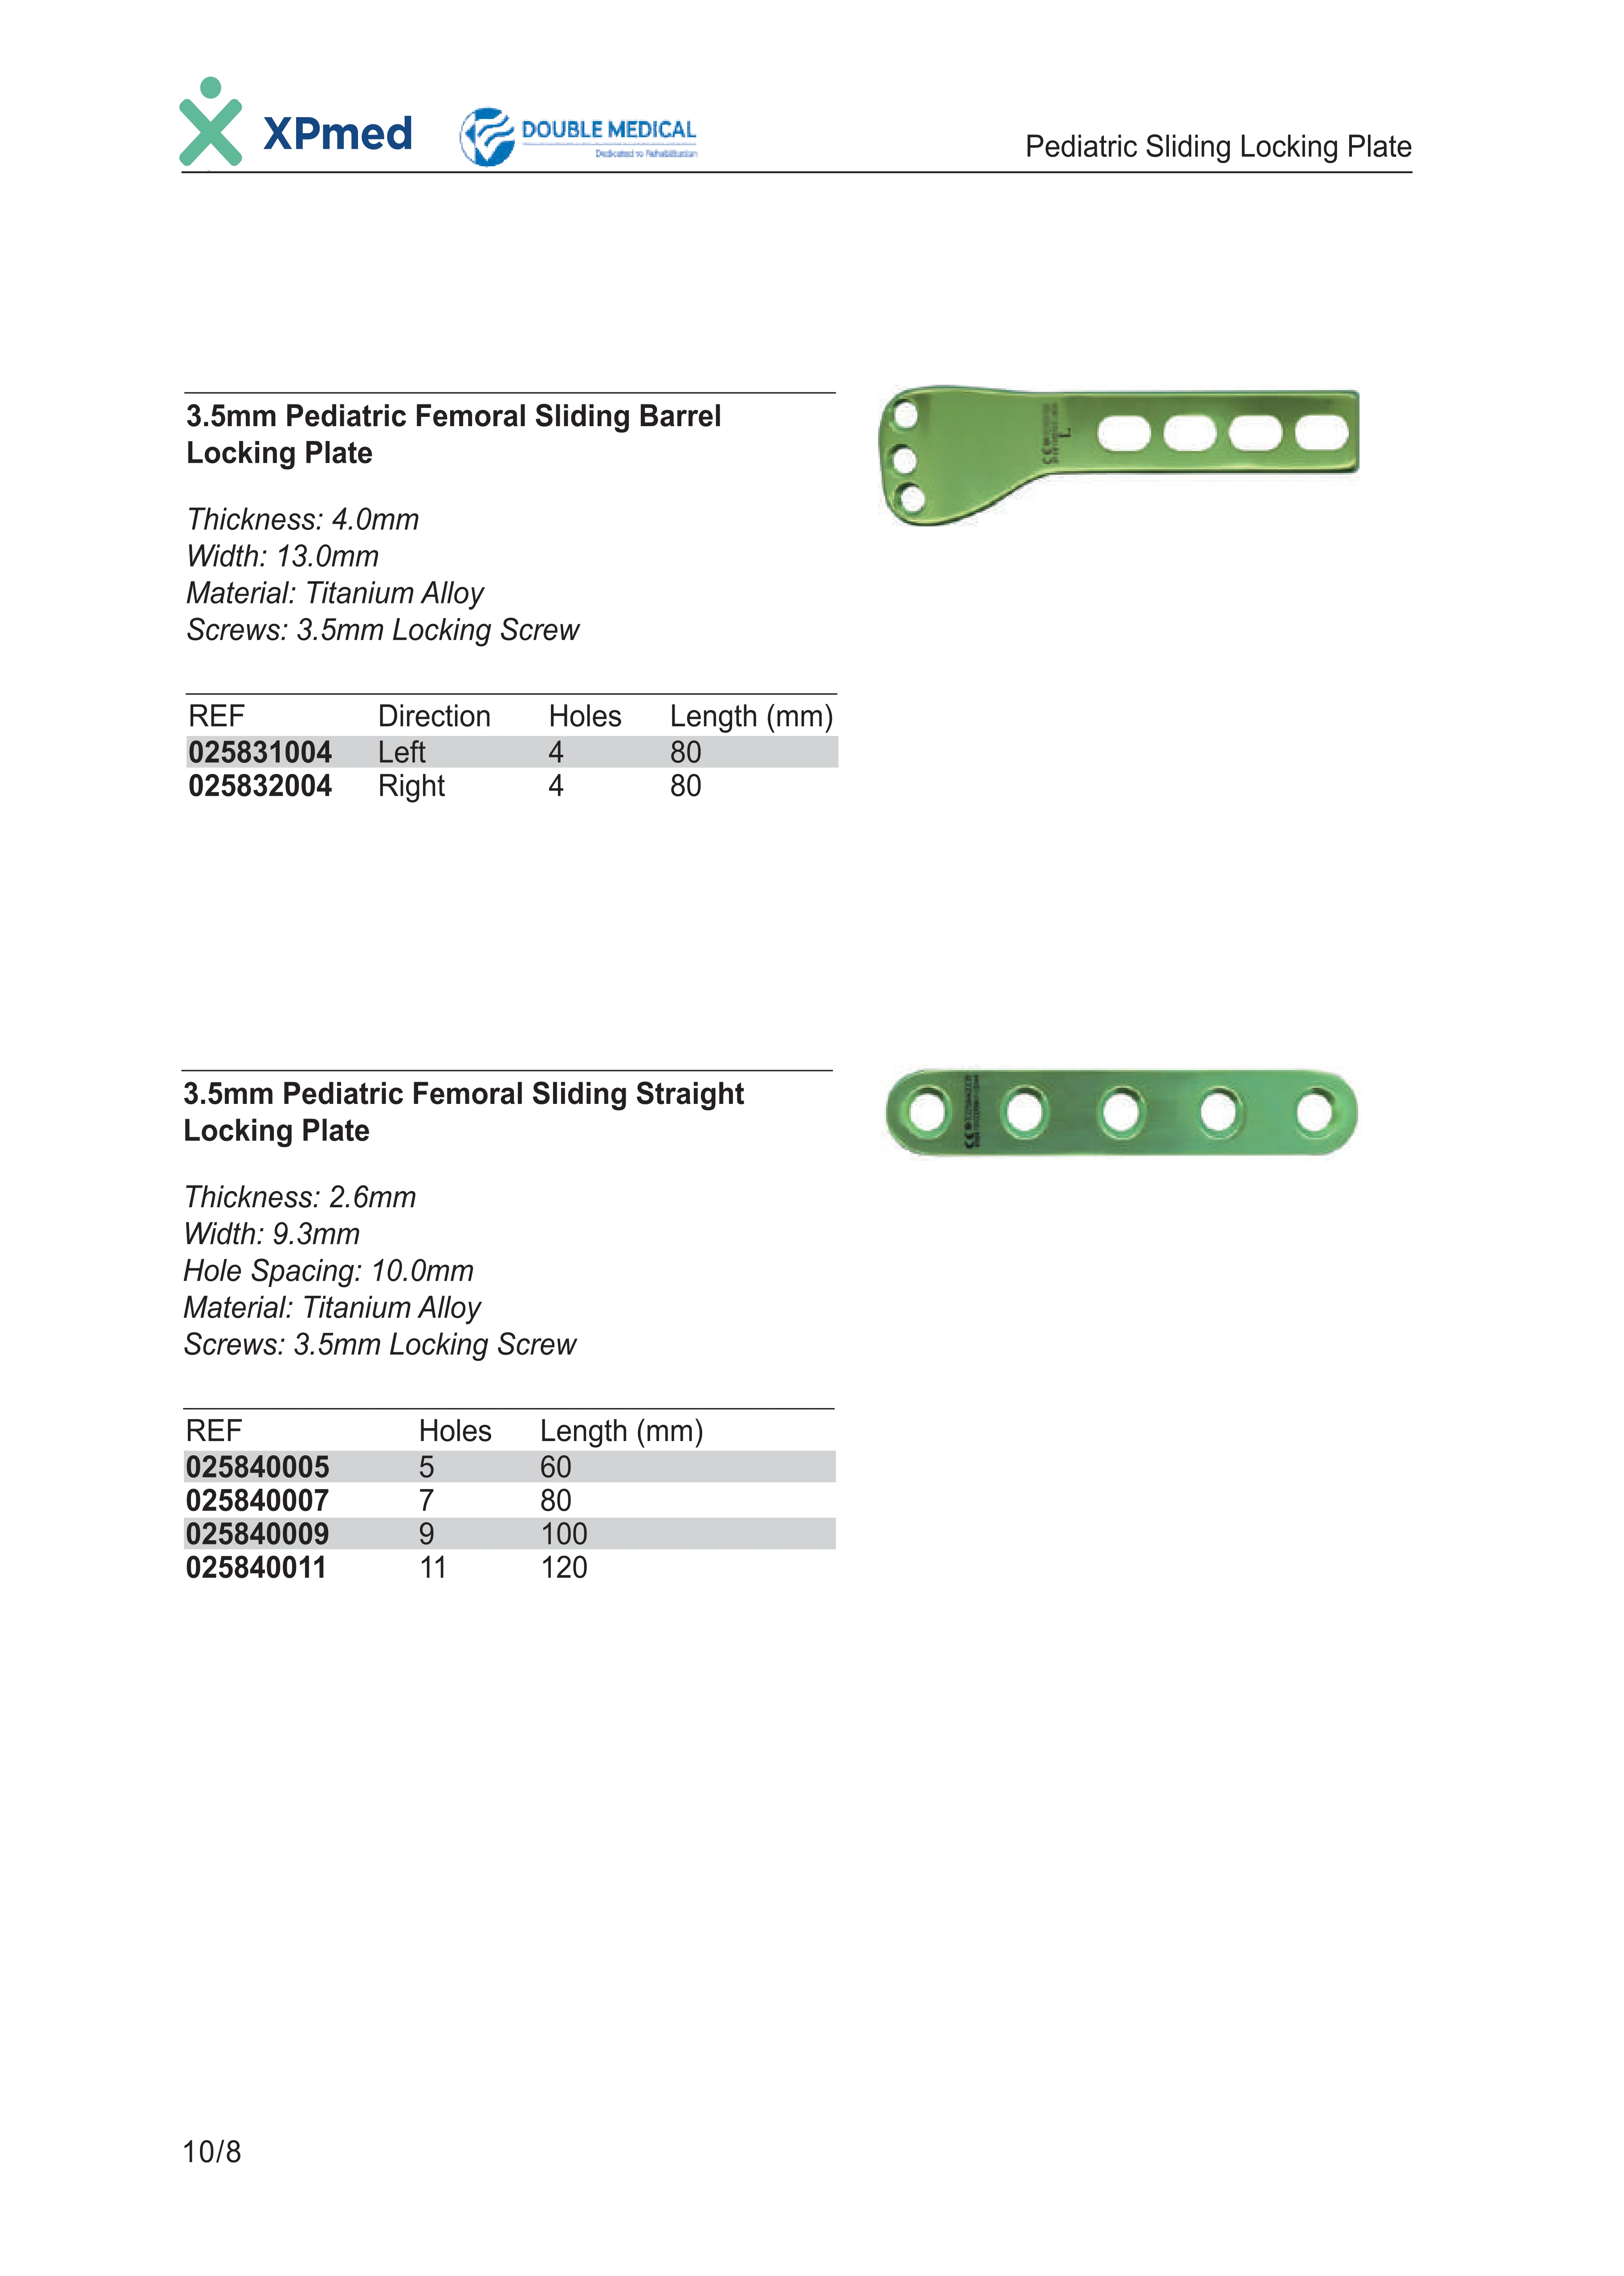 XPmed
DOUBLE MEDICAL
Dedicated to Rehabilitation
Pediatric Sliding Locking Plate
3.5mm Pediatric Femoral Sliding Barrel
Locking Plate
Thickness: 4.0mm
Width: 13.0mm
Material: Titanium Alloy
Screws: 3.5mm Locking Screw
L
REF Direction Holes Length (mm)
025831004 Left 4 80
025832004 Right 4 80
3.5mm Pediatric Femoral Sliding Straight
Locking Plate
Thickness: 2.6mm
Width: 9.3mm
Hole Spacing: 10.0mm
Material: Titanium Alloy
Screws: 3.5mm Locking Screw
REF Holes Length (mm)
025840005 5 60
025840007 7 80
025840009 9 100
025840011 11 120
10/8